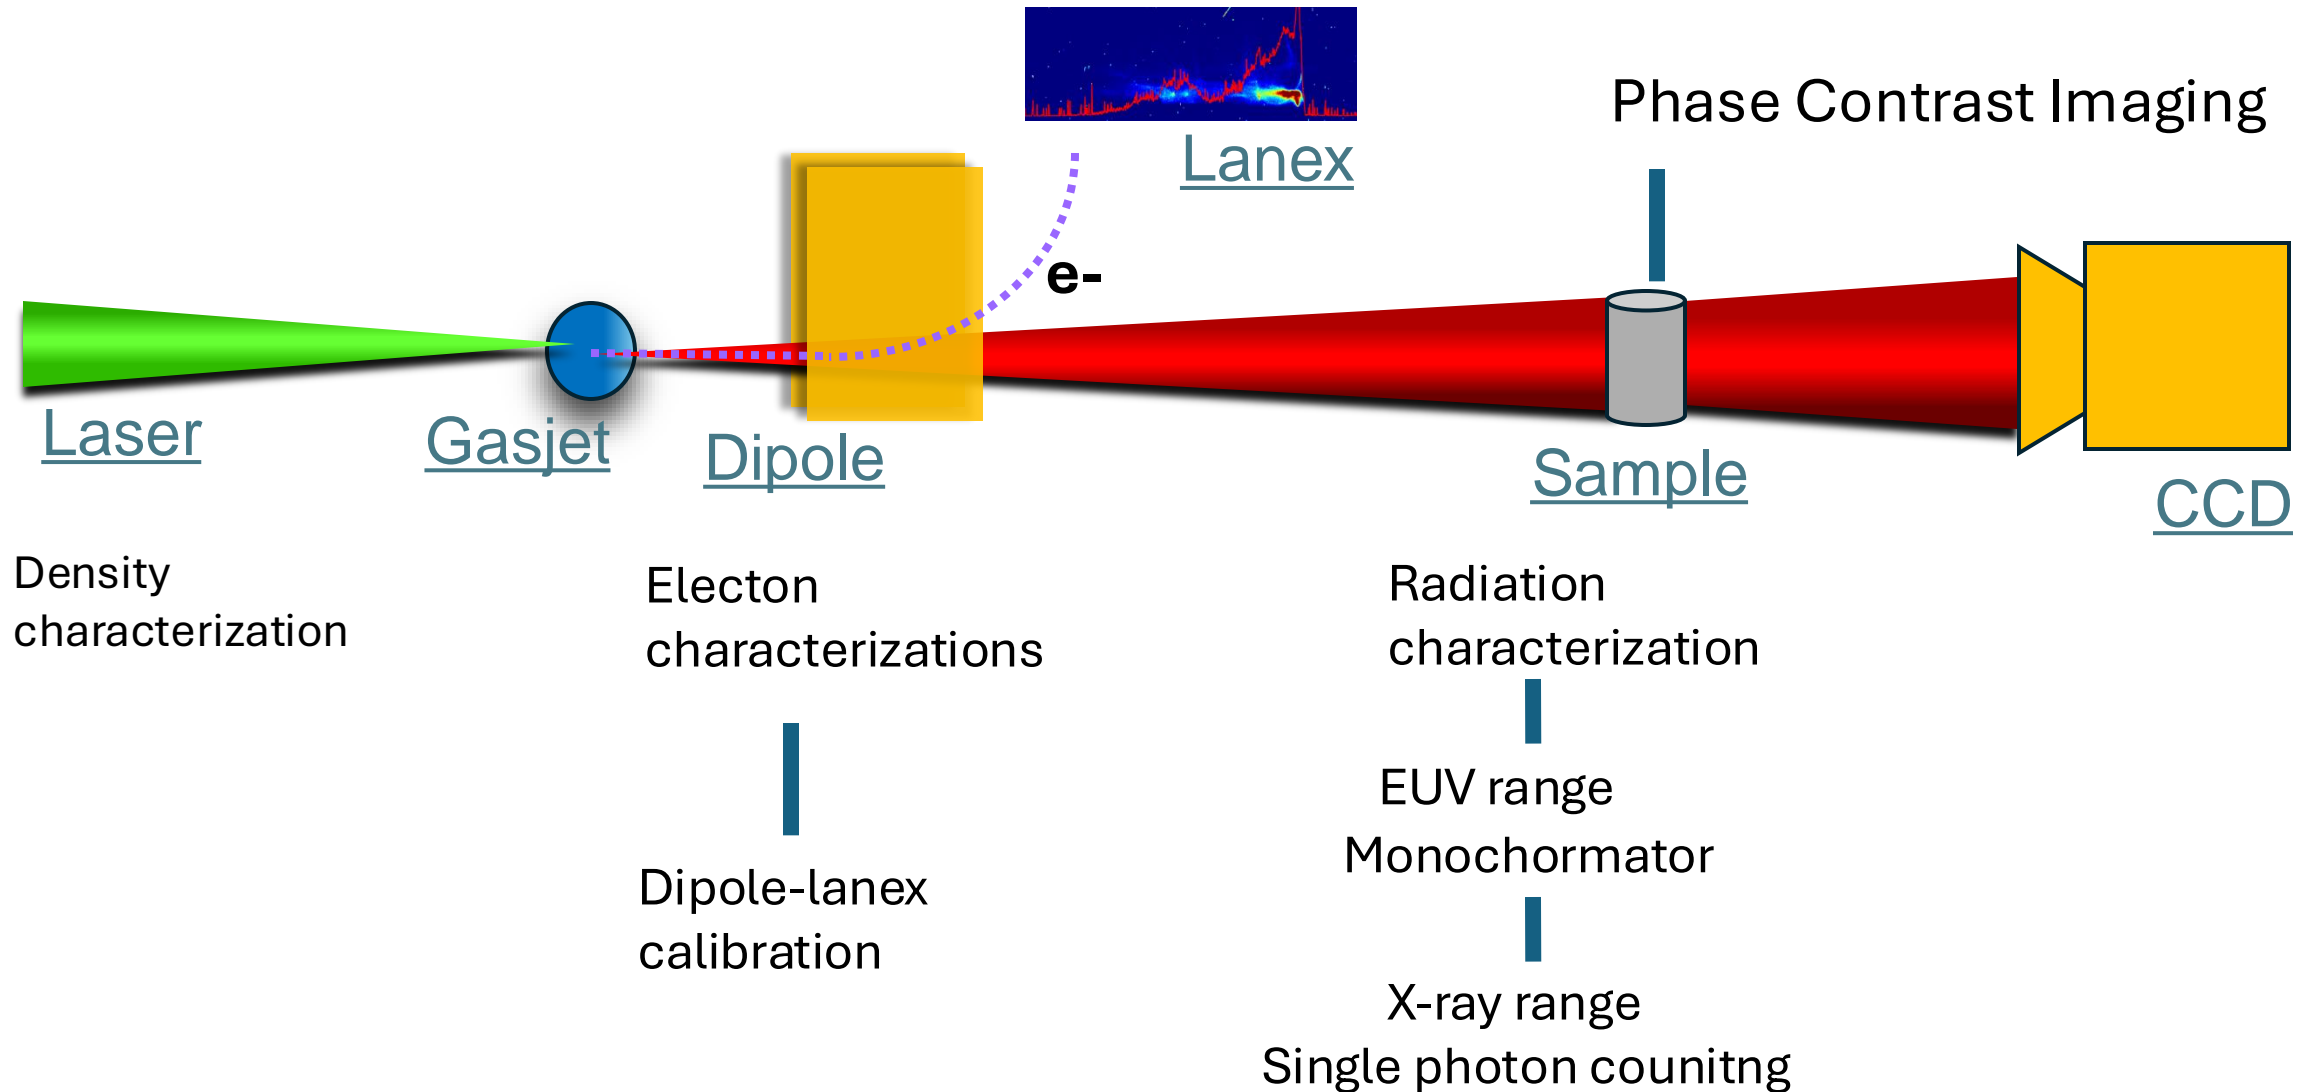 Lanex
Phase Contrast Imaging
e-
Laser
Gasjet
Dipole
Sample
CCD
Density
characterization
Electon
characterizations
Dipole-lanex
calibration
Radiation
characterization
EUV range
Monochormator
X-ray range
Single photon counitng